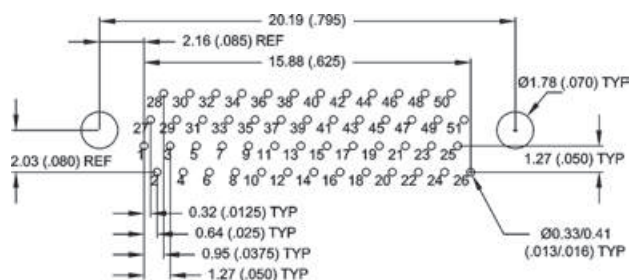 20.19 (.795)
2.16 (.085) REF
15.88 (.625)
Ø1.78 (.070) TYP
28 30 32 34 36 38 40 42 44 46 48 50
27 29 31 33 35 37 39 41 43 45 47 49 51
1 3 5 7 9 11 13 15 17 19 21 23 25
2.03 (.080) REF
1.27 (.050) TYP
2 4 6 8 10 12 14 16 18 20 22 24 26
0.32 (.0125) TYP
0.64 (.025) TYP
0.95 (.0375) TYP
1.27 (.050) TYP
Ø0.33/0.41
(.013/.016) TYP